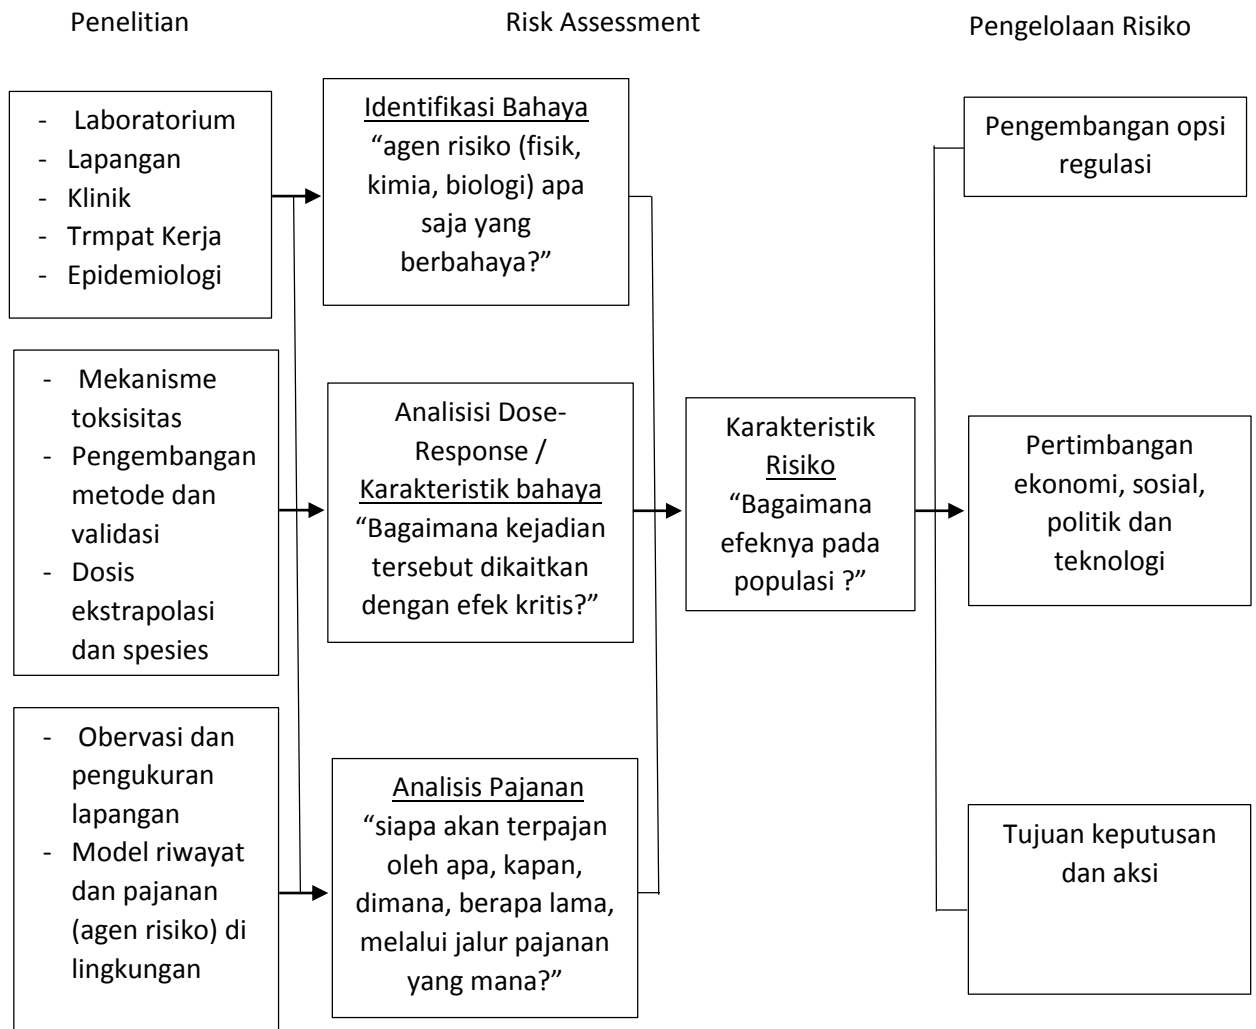 Penelitian
Risk Assessment
Pengelolaan Risiko
- Laboratorium
- Lapangan
- Klinik
- Trmpat Kerja
- Epidemiologi
Identifikasi Bahaya
“agen risiko (fisik,
kimia, biologi) apa
saja yang
berbahaya?”
Pengembangan opsi
regulasi
- Mekanisme
toksisitas
- Pengembangan
metode dan
validasi
- Dosis
ekstrapolasi
dan spesies
Analisisi Dose-
Response /
Karakteristik bahaya
“Bagaimana kejadian
tersebut dikaitkan
dengan efek kritis?”
Karakteristik
Risiko
“Bagaimana
efeknya pada
populasi ?”
Pertimbangan
ekonomi, sosial,
politik dan
teknologi
- Obervasi dan
pengukuran
lapangan
- Model riwayat
dan pajanan
(agen risiko) di
lingkungan
Analisis Pajanan
“siapa akan terpajan
oleh apa, kapan,
dimana, berapa lama,
melalui jalur pajanan
yang mana?”
Tujuan keputusan
dan aksi